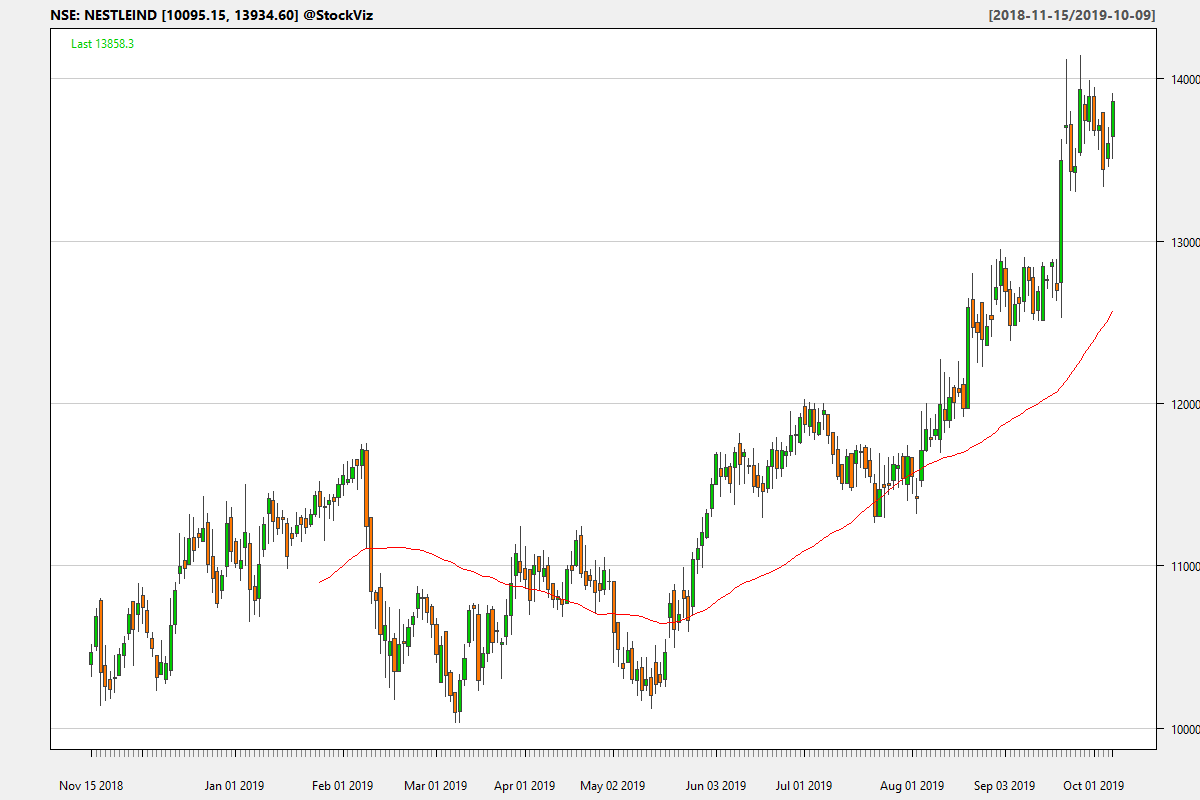 NSE: NESTLEIND [10095.15, 13934.60] @StockViz
[2018-11-15/2019-10-09]
Last 13858.3
14000
13000
12000
11000
10000
Nov 15 2018
Jan 01 2019
Feb 01 2019
Mar 01 2019
Apr 01 2019
May 02 2019
Jun 03 2019
Jul 01 2019
Aug 01 2019
Sep 03 2019
Oct 01 2019